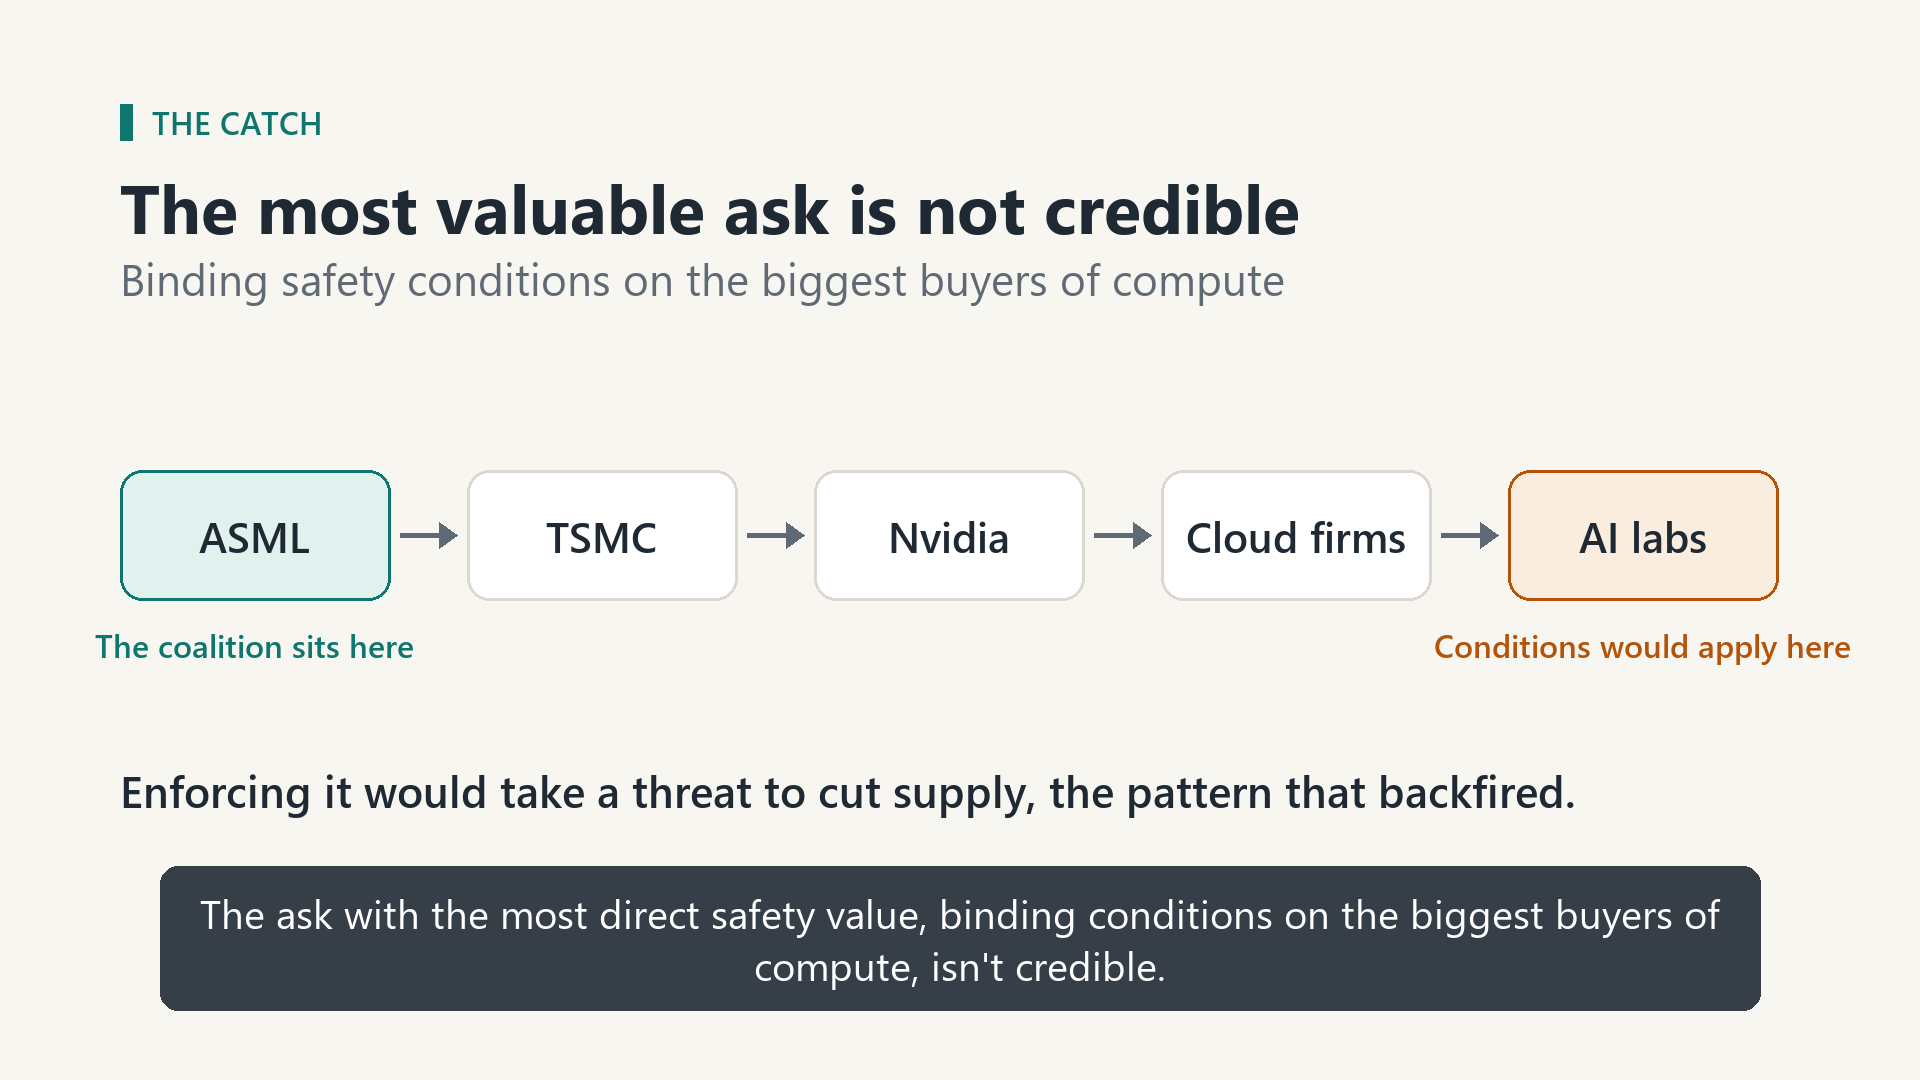 THE CATCH
The most valuable ask is not credible
Binding safety conditions on the biggest buyers of compute
ASML
TSMC
Nvidia
Cloud firms
AI labs
The coalition sits here
Conditions would apply here
Enforcing it would take a threat to cut supply, the pattern that backfired.
The ask with the most direct safety value, binding conditions on the biggest buyers of
compute, isn't credible.